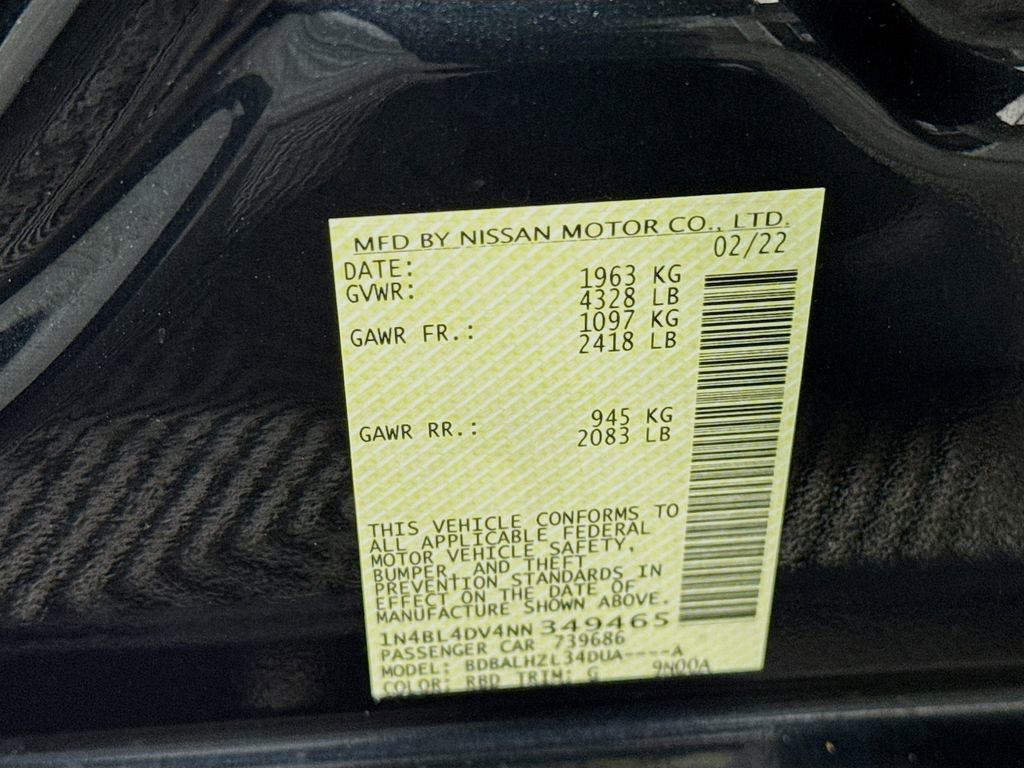 MFD BY NISSAN MOTOR CO., LTD.
DATE: 02/22
GVWR: 1963 KG
4328 LB
GAWR FR.: 1097 KG
2418 LB
GAWR RR.: 945 KG
2083 LB
THIS VEHICLE CONFORMS TO
ALL APPLICABLE FEDERAL
MOTOR VEHICLE SAFETY,
BUMPER, AND THEFT
PREVENTION STANDARDS IN
EFFECT ON THE DATE OF
MANUFACTURE SHOWN ABOVE.
1N4BL4DV4NN 349465
PASSENGER CAR 739686
MODEL: BDBALHZL34DUA----A
COLOR: RBD TRIM: G 9N00A